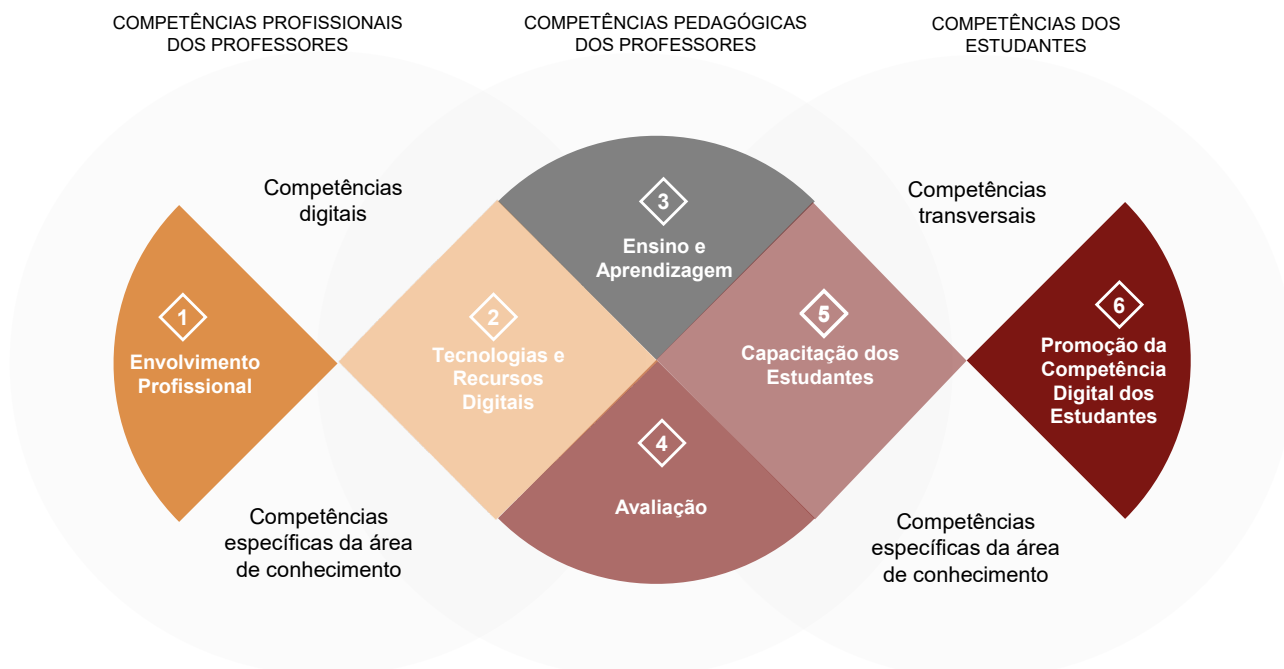 COMPETÊNCIAS PROFISSIONAIS
DOS PROFESSORES
COMPETÊNCIAS PEDAGÓGICAS
DOS PROFESSORES
COMPETÊNCIAS DOS
ESTUDANTES
Competências
digitais
3
Ensino e
Aprendizagem
Competências
transversais
1
Envolvimento
Profissional
2
Tecnologias e
Recursos
Digitais
5
Capacitação dos
Estudantes
6
Promoção da
Competência
Digital dos
Estudantes
4
Avaliação
Competências
específicas da área
de conhecimento
Competências
específicas da área
de conhecimento